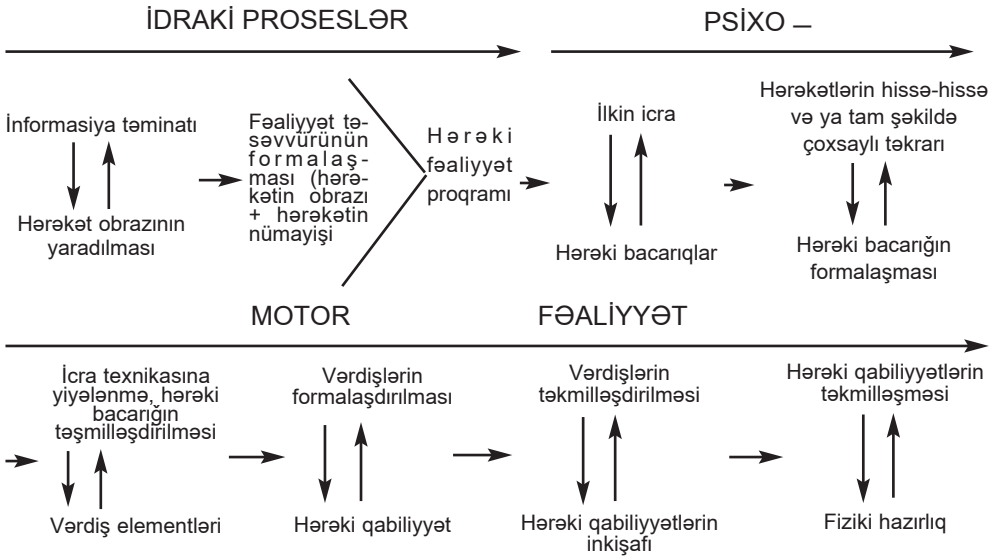 İDRAKİ PROSESLƏR
PSİXO –
İnformasiya təminatı
Hərəkət obrazının
yaradılması
Fəaliyyət tə-
səvvürünün
formalaş-
ması (hərə-
kətin obrazı
+ hərəkətin
nümayişi
Hərəki
fəaliyyət
proqramı
İlkin icra
Hərəki bacarıqlar
Hərəkətlərin hissə-hissə
və ya tam şəkildə
çoxsaylı təkrarı
Hərəki bacarığın
formalaşması
MOTOR
FƏALİYYƏT
İcra texnikasına
yiyələnmə, hərəki
bacarığın
təşmilləşdirilməsi
Vərdiş elementləri
Vərdişlərin
formalaşdırılması
Hərəki qabiliyyət
Vərdişlərin
təkmilləşdirilməsi
Hərəki qabiliyyətlərin
inkişafı
Hərəki qabiliyyətlərin
təkmilləşməsi
Fiziki hazırlıq